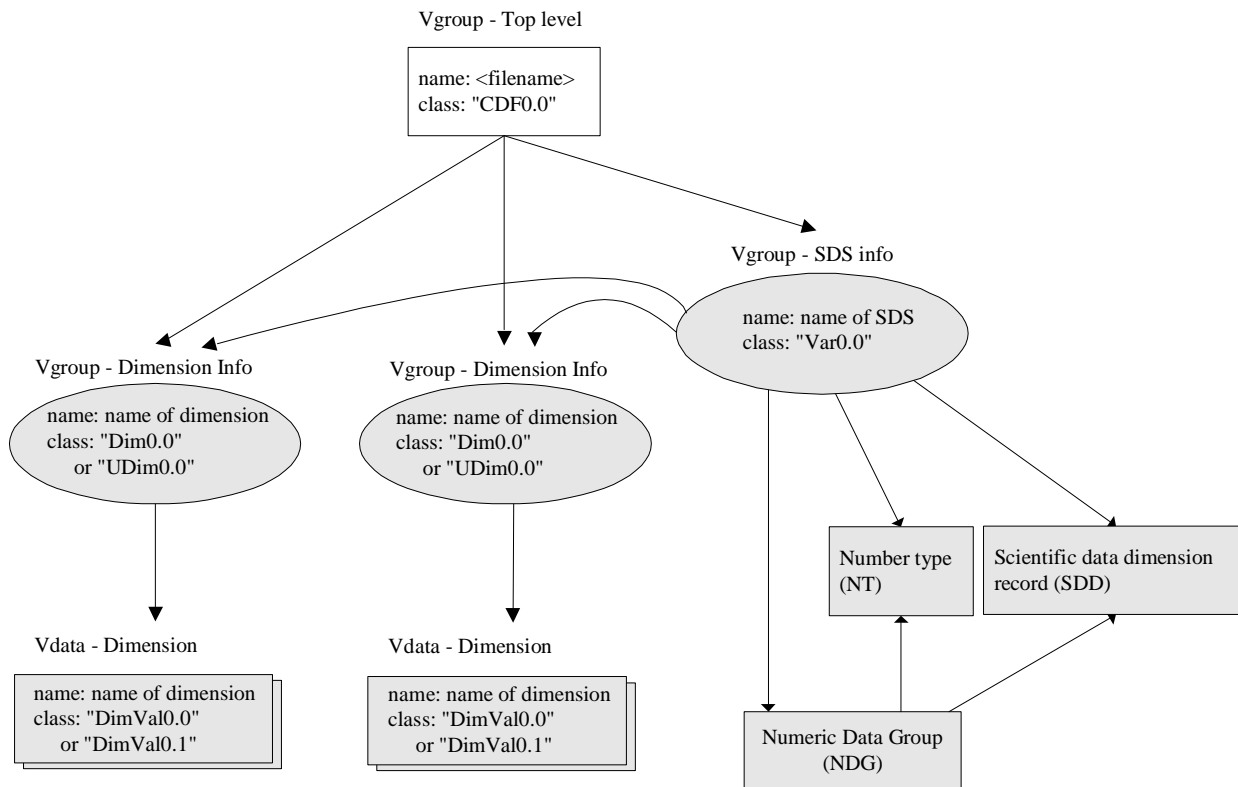 Vgroup - Top level
name: <filename>
class: "CDF0.0"
Vgroup - SDS info
name: name of SDS
class: "Var0.0"
Vgroup - Dimension Info
name: name of dimension
class: "Dim0.0"
or "UDim0.0"
Vgroup - Dimension Info
name: name of dimension
class: "Dim0.0"
or "UDim0.0"
Number type
(NT)
Scientific data dimension
record (SDD)
Vdata - Dimension
name: name of dimension
class: "DimVal0.0"
or "DimVal0.1"
Vdata - Dimension
name: name of dimension
class: "DimVal0.0"
or "DimVal0.1"
Numeric Data Group
(NDG)